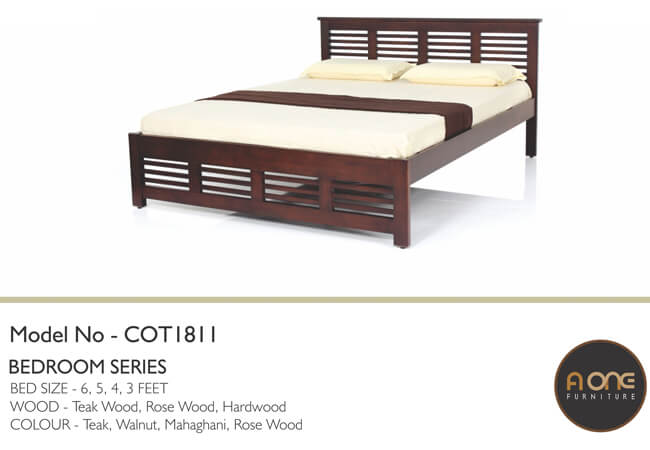 Model No - COT1811
BEDROOM SERIES
BED SIZE - 6, 5, 4, 3 FEET
WOOD - Teak Wood, Rose Wood, Hardwood
COLOUR - Teak, Walnut, Mahaghani, Rose Wood
A ONE
FURNITURE